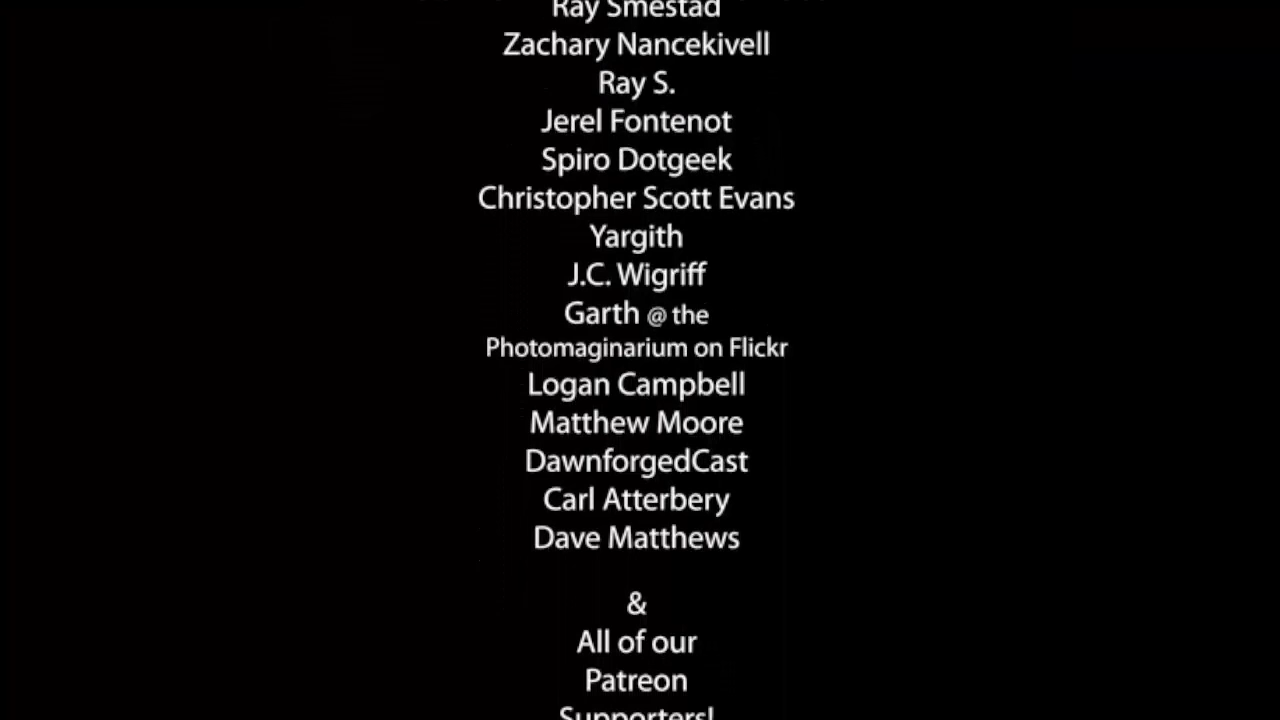 Ray Smestad
Zachary Nancekivell
Ray S.
Jerel Fontenot
Spiro Dotgeek
Christopher Scott Evans
Yargith
J.C. Wigriff
Garth @ the
Photomaginarium on Flickr
Logan Campbell
Matthew Moore
DawnforgedCast
Carl Atterbery
Dave Matthews
&
All of our
Patreon
Supporters!